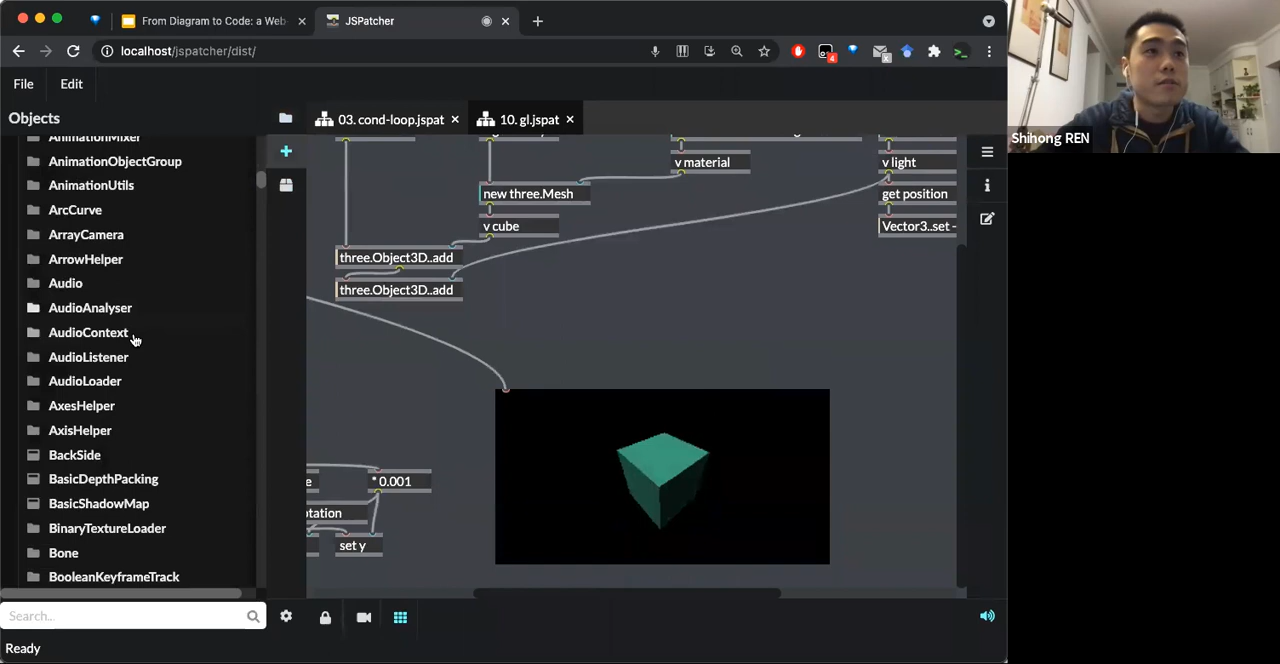 From Diagram to Code: a Web-
JSPatcher
localhost/jspatcher/dist/
4
x
File
Edit
Objects
03. cond-loop.jspat
10. gl.jspat
Shihong REN
AnimationMixer
AnimationObjectGroup
AnimationUtils
ArcCurve
ArrayCamera
ArrowHelper
Audio
AudioAnalyser
AudioContext
AudioListener
AudioLoader
AxesHelper
AxisHelper
BackSide
BasicDepthPacking
BasicShadowMap
BinaryTextureLoader
Bone
BooleanKeyframeTrack
v material
v light
new three.Mesh
get position
v cube
Vector3..set -
three.Object3D..add
three.Object3D..add
e
* 0.001
otation
set y
Search...
Ready